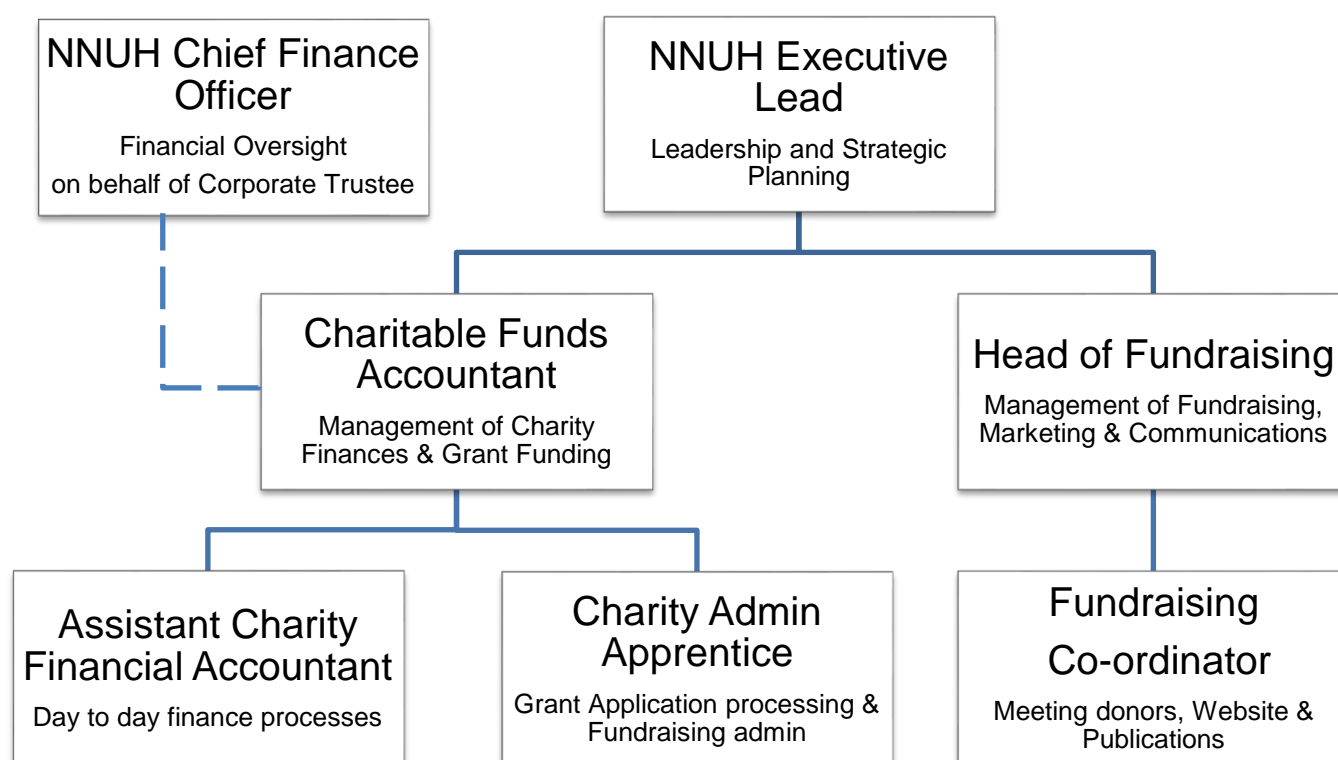 NNUH Chief Finance
Officer
Financial Oversight
on behalf of Corporate Trustee
NNUH Executive
Lead
Leadership and Strategic
Planning
Charitable Funds
Accountant
Management of Charity
Finances & Grant Funding
Head of Fundraising
Management of Fundraising,
Marketing & Communications
Assistant Charity
Financial Accountant
Day to day finance processes
Charity Admin
Apprentice
Grant Application processing &
Fundraising admin
Fundraising
Co-ordinator
Meeting donors, Website &
Publications